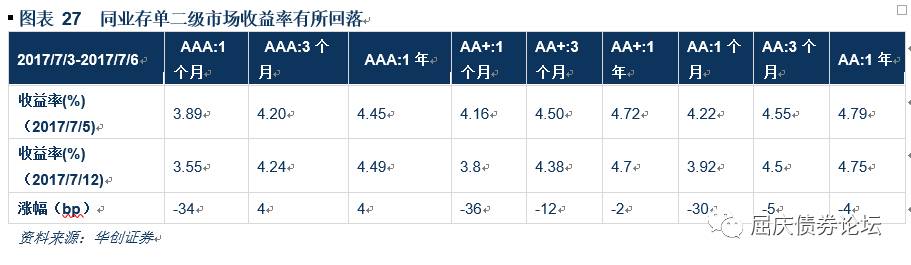 图表 27 同业存单二级市场收益率有所回落
2017/7/3-2017/7/6 AAA:1个月 AAA:3 个月 AAA:1 年 AA+:1个月 AA+:3个月 AA+:1年 AA:1 个月 AA:3 个月 AA:1 年
收益率(%)（2017/7/5) 3.89 4.20 4.45 4.16 4.50 4.72 4.22 4.55 4.79
收益率(%)(2017/7/12) 3.55 4.24 4.49 3.8 4.38 4.7 3.92 4.5 4.75
涨幅（bp） -34 4 4 -36 -12 -2 -30 -5 -4
资料来源：华创证券
屈庆债券论坛